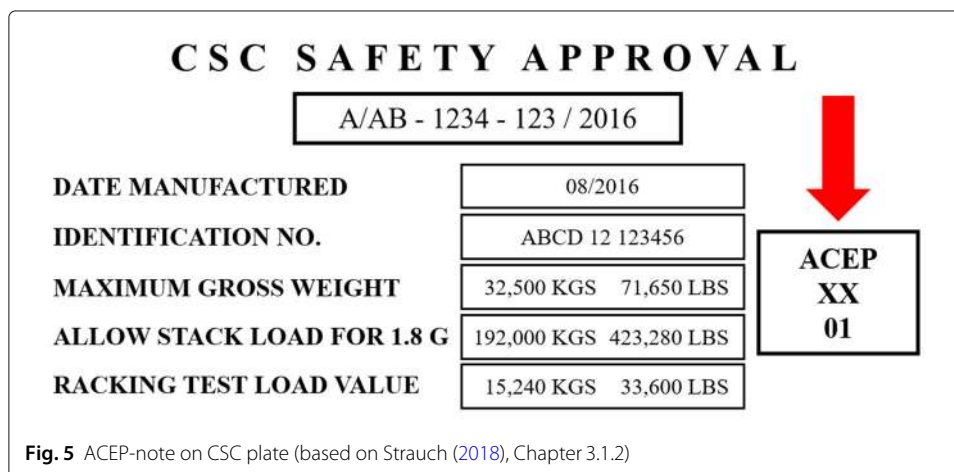 CSC SAFETY APPROVAL
A/AB - 1234 - 123 / 2016
DATE MANUFACTURED 08/2016
IDENTIFICATION NO. ABCD 12 123456
MAXIMUM GROSS WEIGHT 32,500 KGS 71,650 LBS
ALLOW STACK LOAD FOR 1.8 G 192,000 KGS 423,280 LBS
RACKING TEST LOAD VALUE 15,240 KGS 33,600 LBS
ACEP
XX
01
Fig. 5 ACEP-note on CSC plate (based on Strauch (2018), Chapter 3.1.2)